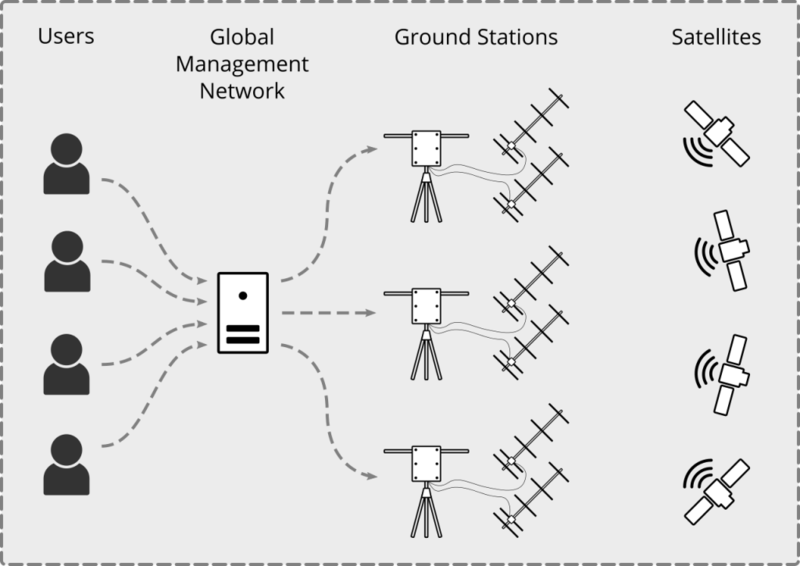 Users
Global
Management
Network
Ground Stations
Satellites